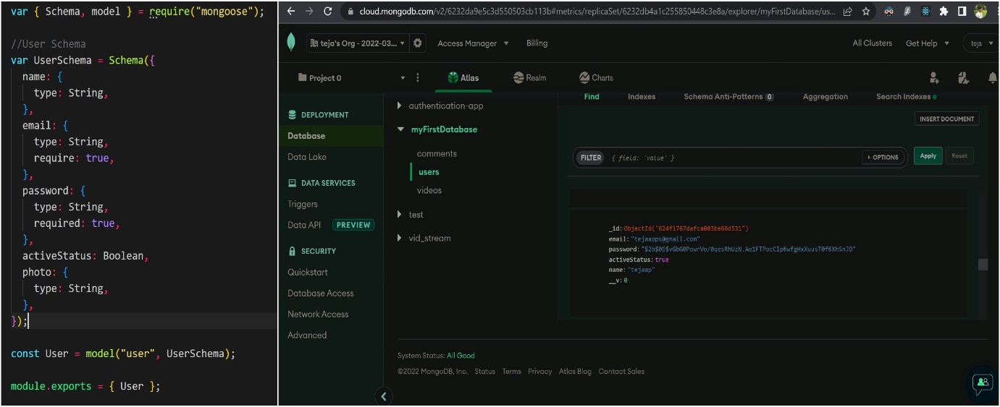 var { Schema, model } = require("mongoose");
//User Schema
var UserSchema = Schema({
name: {
type: String,
},
email: {
type: String,
require: true,
},
password: {
type: String,
required: true,
},
activeStatus: Boolean,
photo: {
type: String,
},
});
const User = model("user", UserSchema);
module.exports = { User };
cloud.mongodb.com/v2/6232da9e5c3d550503cb113b#metrics/replicaSet/6232db4a1c255850448c3e8a/explorer/myFirstDatabase/us...
teja's Org - 2022-03...
Access Manager
Billing
All Clusters
Get Help
teja
Project 0
Atlas
Realm
Charts
DEPLOYMENT
Database
Data Lake
DATA SERVICES
Triggers
Data API PREVIEW
SECURITY
Quickstart
Database Access
Network Access
Advanced
authentication-app
myFirstDatabase
comments
users
videos
test
vid_stream
Find
Indexes
Schema Anti-Patterns 0
Aggregation
Search Indexes
INSERT DOCUMENT
FILTER { field: 'value' }
OPTIONS
Apply
Reset
_id: ObjectId("624f1767dafca003be66d531")
email: "tejaapps@gmail.com"
password: "$2b$09$vGbG0PowrVo/0qesRhUzN.Ae1FTPocCIp6wfgHxXuusT0f6XhSnJO"
activeStatus: true
name: "tejaap"
__v: 0
System Status: All Good
©2022 MongoDB, Inc. Status Terms Privacy Atlas Blog Contact Sales